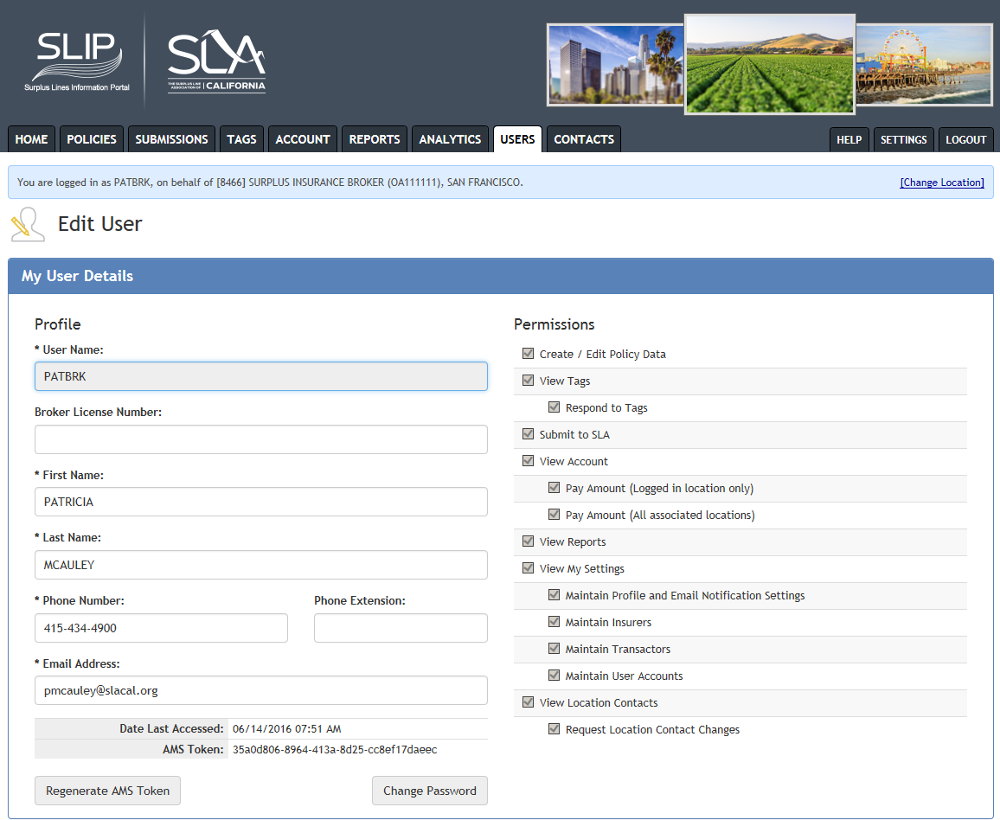 SLIP
Surplus Lines Information Portal
SLA
THE SURPLUS LINE
ASSOCIATION OF | CALIFORNIA
HOME POLICIES SUBMISSIONS TAGS ACCOUNT REPORTS ANALYTICS USERS CONTACTS HELP SETTINGS LOGOUT
You are logged in as PATBRK, on behalf of [8466] SURPLUS INSURANCE BROKER (OA111111), SAN FRANCISCO. [Change Location]
Edit User
My User Details
Profile
* User Name:
PATBRK
Broker License Number:
* First Name:
PATRICIA
* Last Name:
MCAULEY
* Phone Number: Phone Extension:
415-434-4900
* Email Address:
pmcauley@slacal.org
Date Last Accessed: 06/14/2016 07:51 AM
AMS Token: 35a0d806-8964-413a-8d25-cc8ef17daeec
Regenerate AMS Token Change Password
Permissions
Create / Edit Policy Data
View Tags
Respond to Tags
Submit to SLA
View Account
Pay Amount (Logged in location only)
Pay Amount (All associated locations)
View Reports
View My Settings
Maintain Profile and Email Notification Settings
Maintain Insurers
Maintain Transactors
Maintain User Accounts
View Location Contacts
Request Location Contact Changes